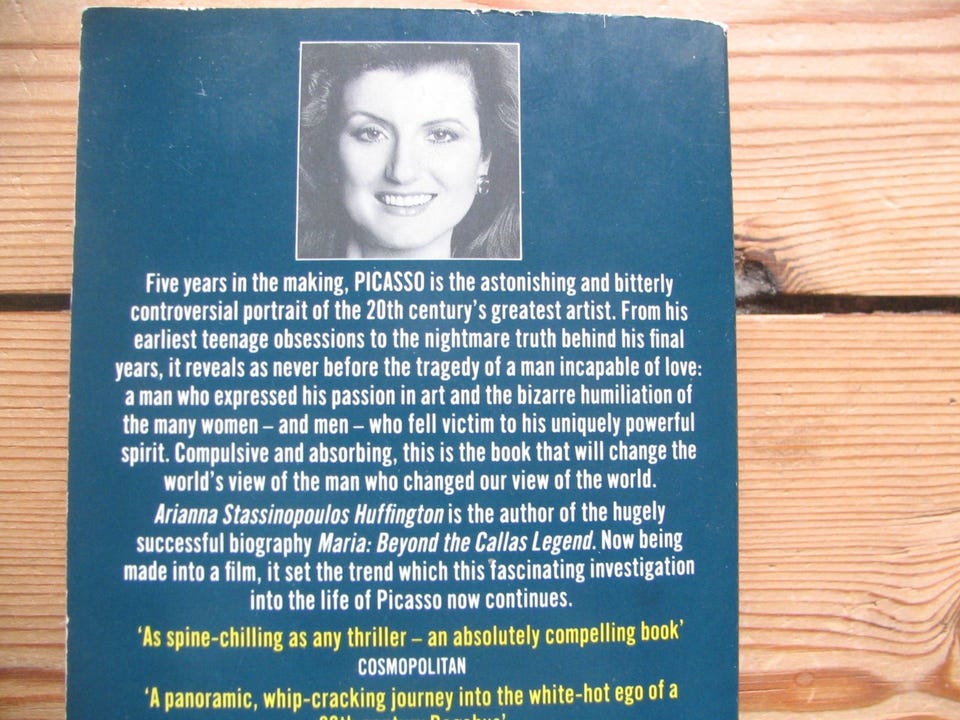 Five years in the making, PICASSO is the astonishing and bitterly
controversial portrait of the 20th century's greatest artist. From his
earliest teenage obsessions to the nightmare truth behind his final
years, it reveals as never before the tragedy of a man incapable of love:
a man who expressed his passion in art and the bizarre humiliation of
the many women – and men – who fell victim to his uniquely powerful
spirit. Compulsive and absorbing, this is the book that will change the
world's view of the man who changed our view of the world.
Arianna Stassinopoulos Huffington is the author of the hugely
successful biography Maria: Beyond the Callas Legend. Now being
made into a film, it set the trend which this fascinating investigation
into the life of Picasso now continues.
'As spine-chilling as any thriller – an absolutely compelling book'
COSMOPOLITAN
'A panoramic, whip-cracking journey into the white-hot ego of a
20th century